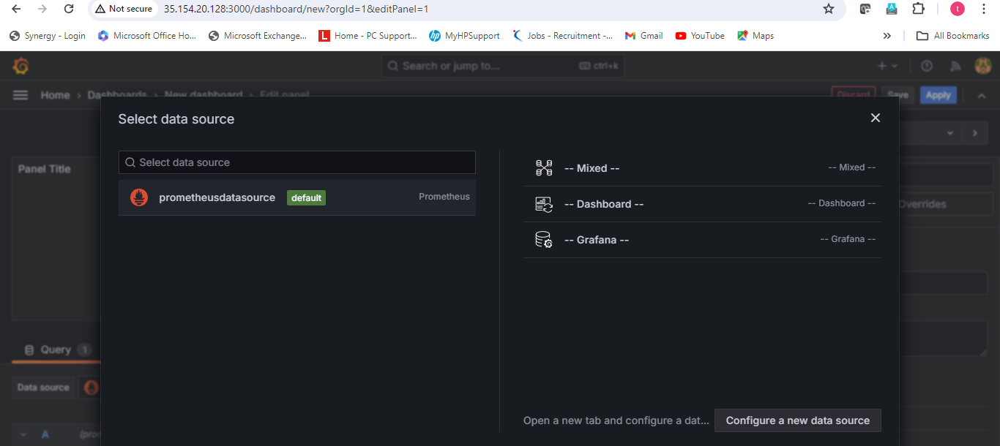 Not secure 35.154.20.128:3000/dashboard/new?orgId=1&editPanel=1 t
Synergy - Login Microsoft Office Ho... Microsoft Exchange... L Home - PC Support... hp MyHPSupport Jobs - Recruitment -... Gmail YouTube Maps » All Bookmarks
Search or jump to... ctrl+k
Home › Dashboards › New dashboard › Edit panel Discard Save Apply
Select data source
Select data source
prometheusdatasource default Prometheus
-- Mixed -- -- Mixed --
-- Dashboard -- -- Dashboard --
-- Grafana -- -- Grafana --
Panel Title
Overrides
Query 1
Data source
Open a new tab and configure a dat... Configure a new data source
A (pro